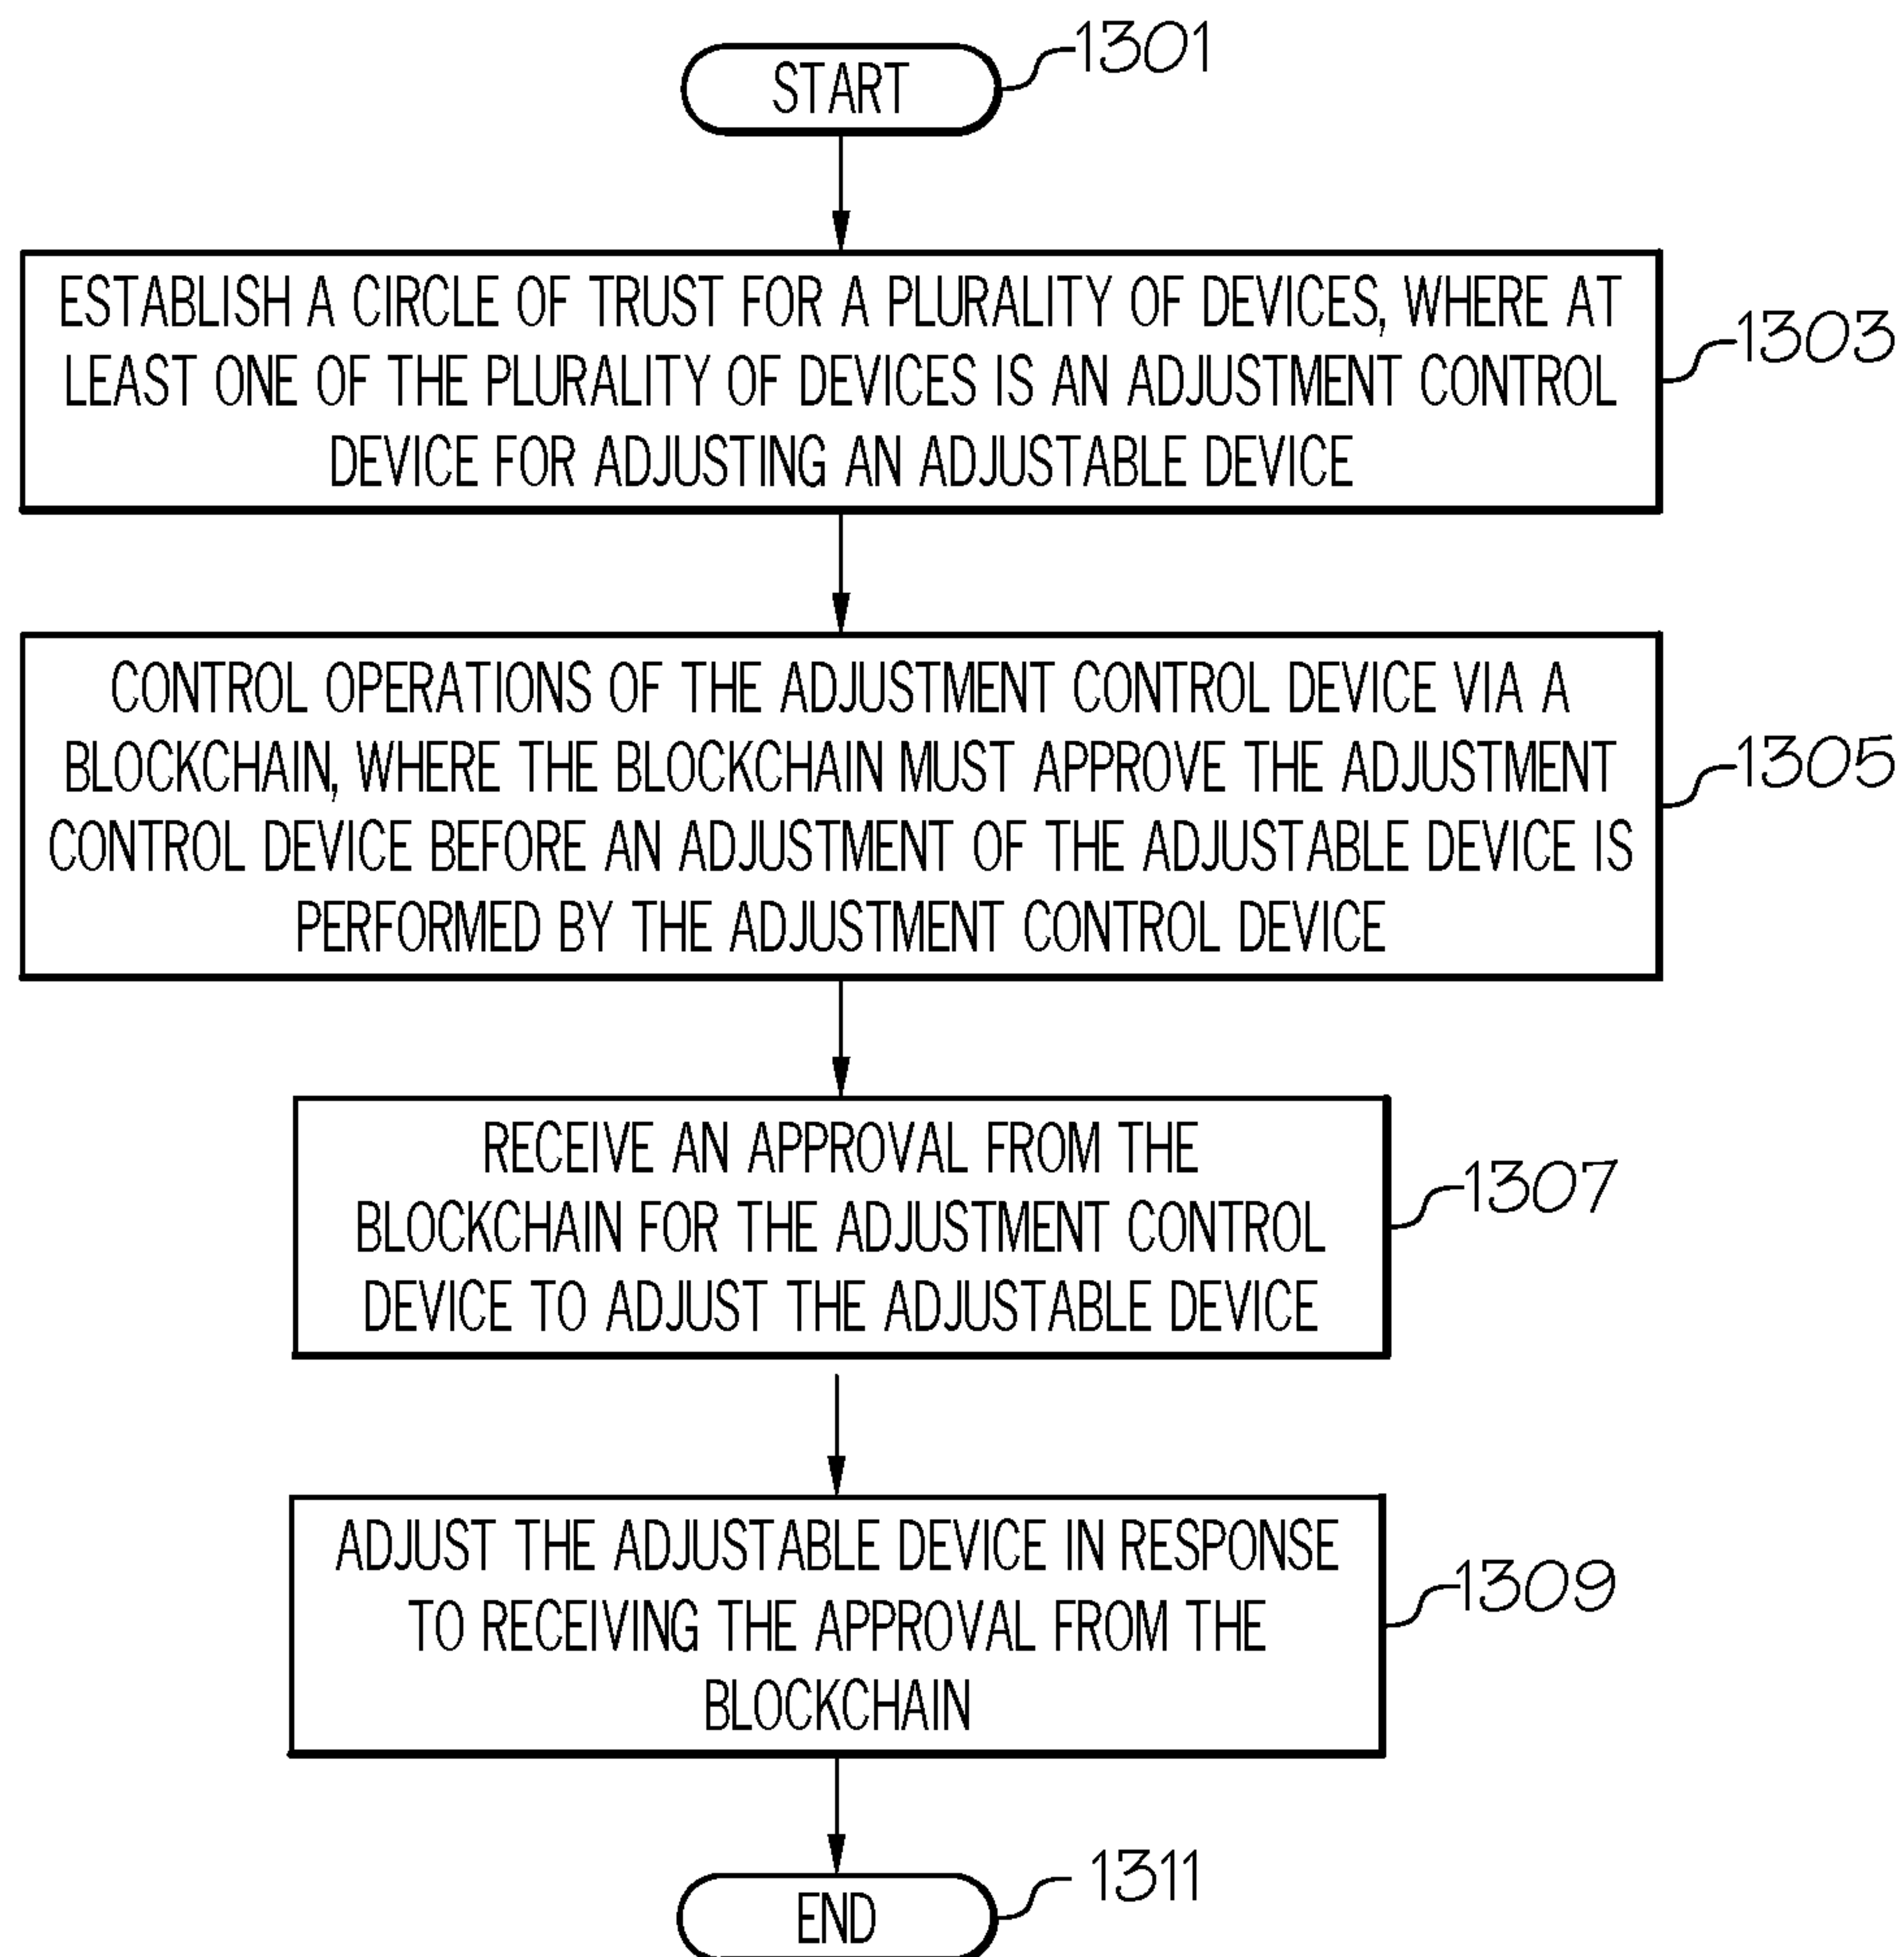 START
1301
ESTABLISH A CIRCLE OF TRUST FOR A PLURALITY OF DEVICES, WHERE AT
LEAST ONE OF THE PLURALITY OF DEVICES IS AN ADJUSTMENT CONTROL
DEVICE FOR ADJUSTING AN ADJUSTABLE DEVICE
1303
CONTROL OPERATIONS OF THE ADJUSTMENT CONTROL DEVICE VIA A
BLOCKCHAIN, WHERE THE BLOCKCHAIN MUST APPROVE THE ADJUSTMENT
CONTROL DEVICE BEFORE AN ADJUSTMENT OF THE ADJUSTABLE DEVICE IS
PERFORMED BY THE ADJUSTMENT CONTROL DEVICE
1305
RECEIVE AN APPROVAL FROM THE
BLOCKCHAIN FOR THE ADJUSTMENT CONTROL
DEVICE TO ADJUST THE ADJUSTABLE DEVICE
1307
ADJUST THE ADJUSTABLE DEVICE IN RESPONSE
TO RECEIVING THE APPROVAL FROM THE
BLOCKCHAIN
1309
END
1311